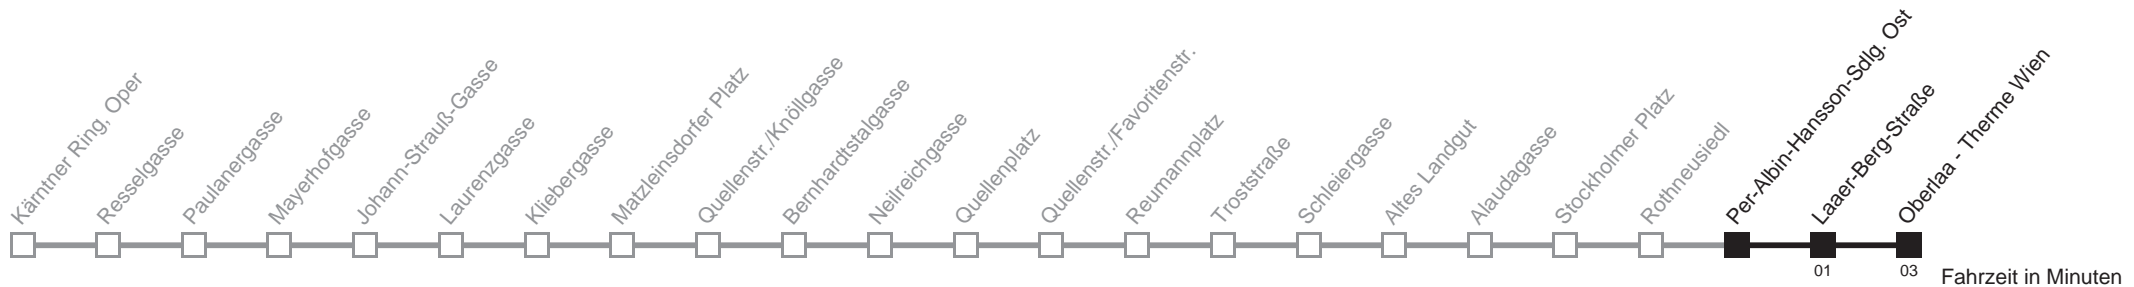 Kärntner Ring, Oper
Resselgasse
Paulanergasse
Mayerhofgasse
Johann-Strauß-Gasse
Laurenzgasse
Kliebergasse
Matzleinsdorfer Platz
Quellenstr./Knöllgasse
Bernhardtstalgasse
Neilreichgasse
Quellenplatz
Quellenstr./Favoritenstr.
Reumannplatz
Troststraße
Schleiergasse
Altes Landgut
Alaudagasse
Stockholmer Platz
Rothneusiedl
Per-Albin-Hansson-Sdlg. Ost
Laaer-Berg-Straße
Oberlaa - Therme Wien
01
03
Fahrzeit in Minuten